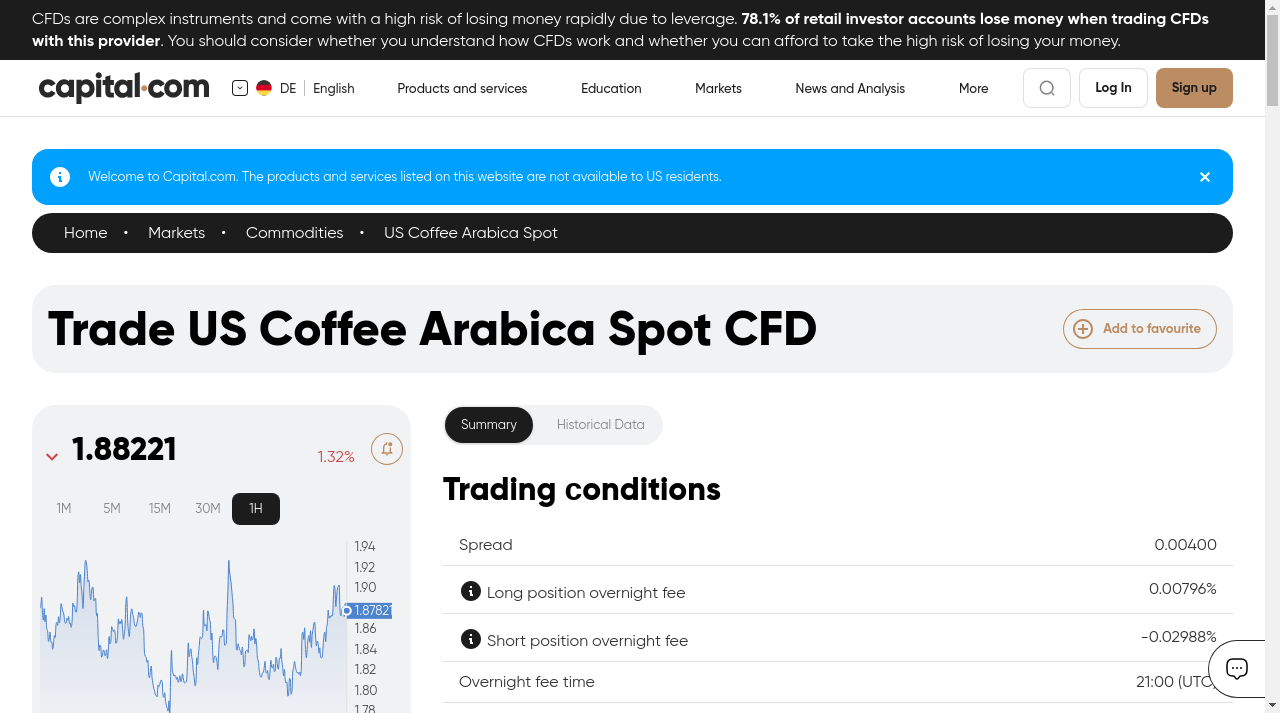 CFDs are complex instruments and come with a high risk of losing money rapidly due to leverage. 78.1% of retail investor accounts lose money when trading CFDs
with this provider. You should consider whether you understand how CFDs work and whether you can afford to take the high risk of losing your money.
capital.com DE English Products and services Education Markets News and Analysis More Log In Sign up
Welcome to Capital.com. The products and services listed on this website are not available to US residents.
Home • Markets • Commodities • US Coffee Arabica Spot
Trade US Coffee Arabica Spot CFD
Add to favourite
1.88221 1.32%
1M 5M 15M 30M 1H
1.94
1.92
1.90
1.87821
1.86
1.84
1.82
1.80
1.78
Summary Historical Data
Trading conditions
Spread 0.00400
Long position overnight fee 0.00796%
Short position overnight fee -0.02988%
Overnight fee time 21:00 (UTC)